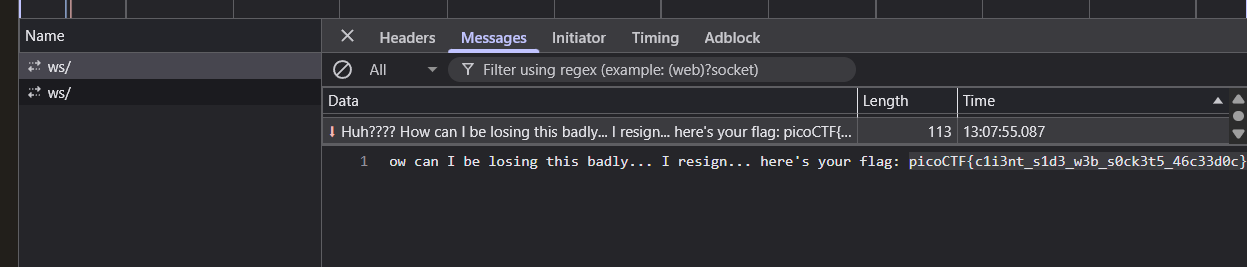 Name
Headers Messages Initiator Timing Adblock
ws/
All Filter using regex (example: (web)?socket)
ws/
Data Length Time
Huh???? How can I be losing this badly... I resign... here's your flag: picoCTF{... 113 13:07:55.087
1 ow can I be losing this badly... I resign... here's your flag: picoCTF{c1i3nt_s1d3_w3b_s0ck3t5_46c33d0c}